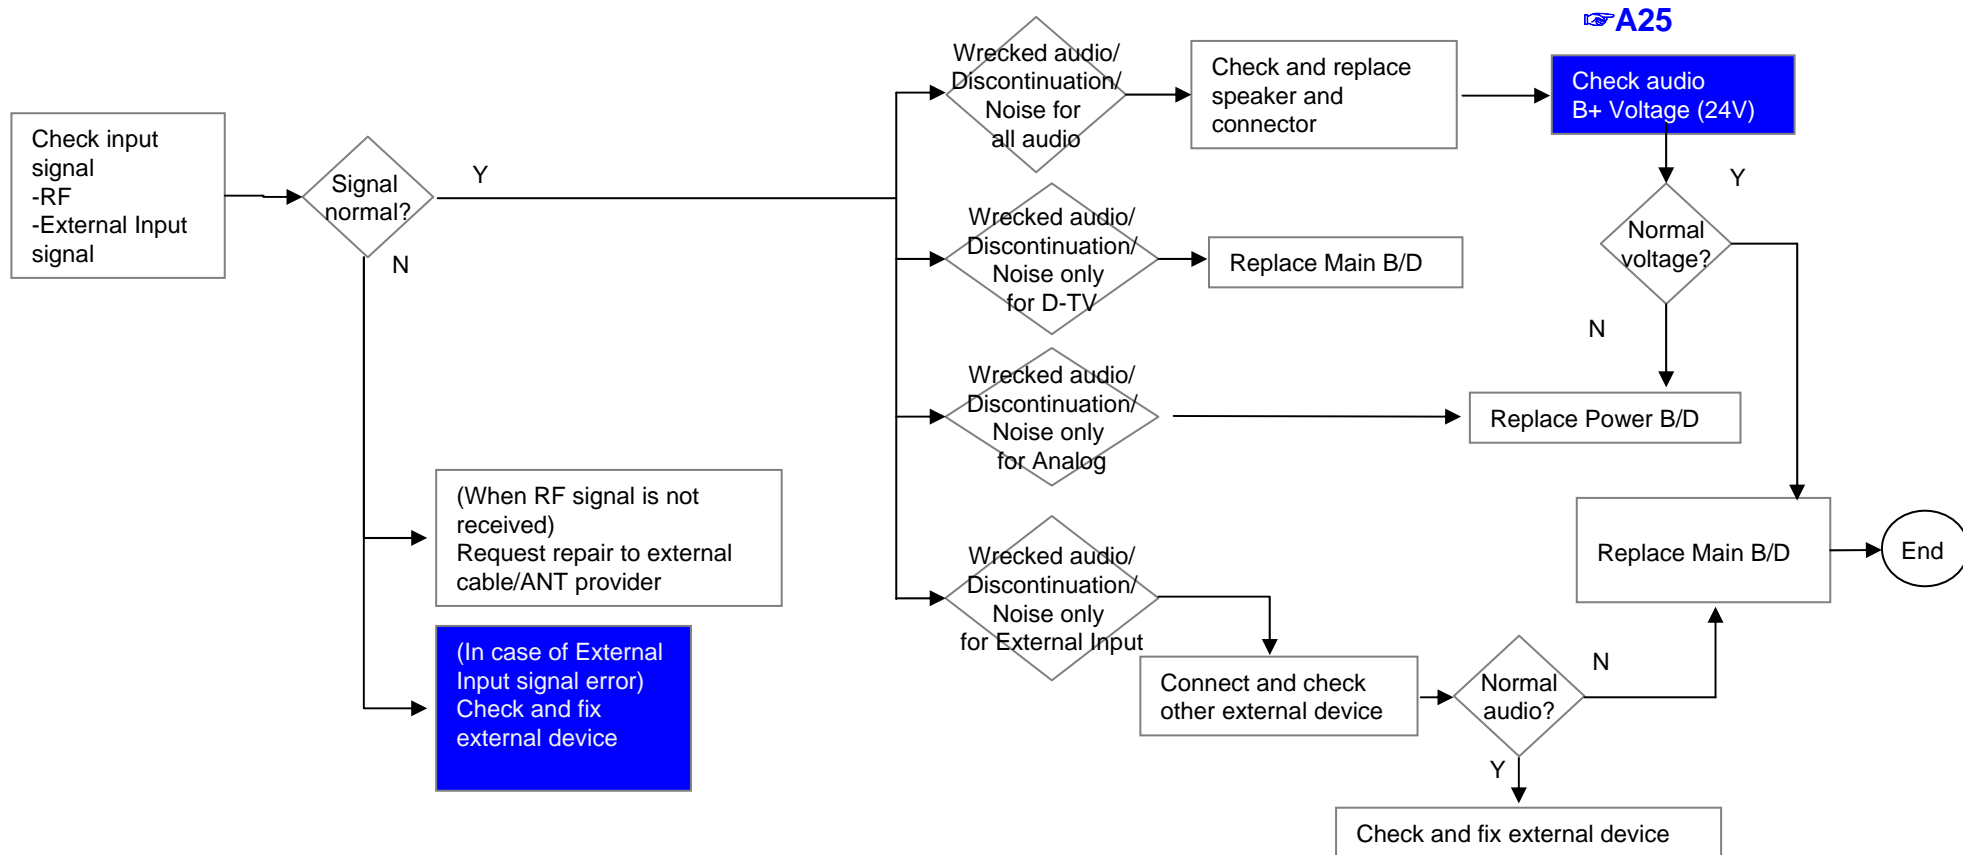 ☞A25
Check input
signal
-RF
-External Input
signal
Signal
normal?
Y
N
(When RF signal is not
received)
Request repair to external
cable/ANT provider
(In case of External
Input signal error)
Check and fix
external device
Wrecked audio/
Discontinuation/
Noise for
all audio
Check and replace
speaker and
connector
Check audio
B+ Voltage (24V)
Normal
voltage?
Y
N
Wrecked audio/
Discontinuation/
Noise only
for D-TV
Replace Main B/D
Wrecked audio/
Discontinuation/
Noise only
for Analog
Replace Power B/D
Wrecked audio/
Discontinuation/
Noise only
for External Input
Connect and check
other external device
Normal
audio?
N
Y
Replace Main B/D
End
Check and fix external device